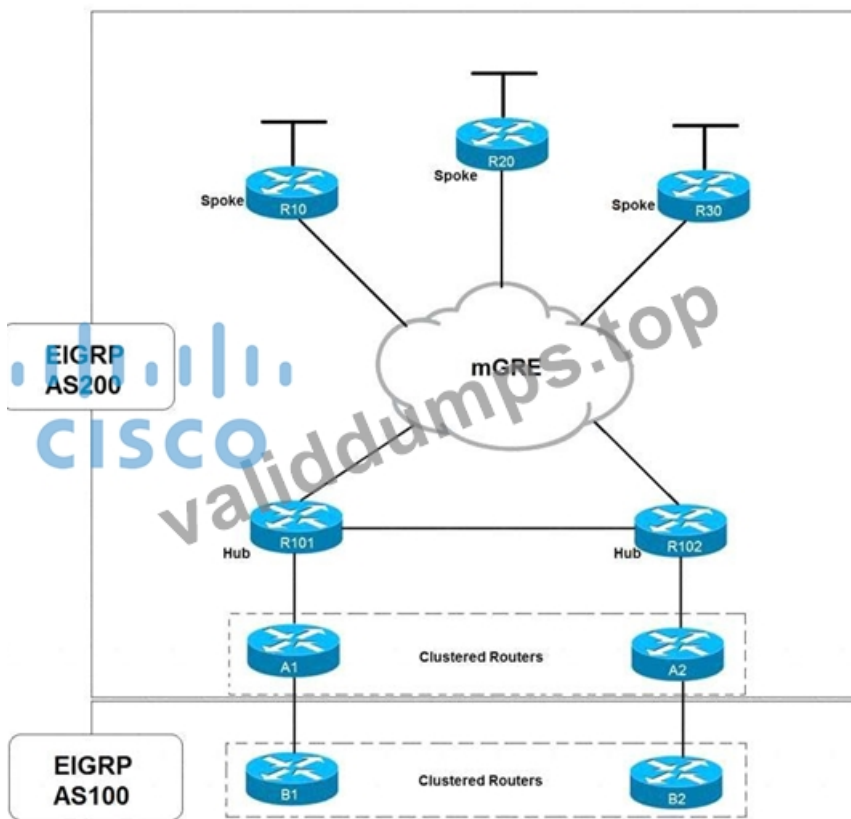 R20
Spoke
R10
Spoke
R30
Spoke
mGRE
EIGRP
AS200
CISCO
validdumps.top
R101
Hub
R102
Hub
A1
Clustered Routers
A2
EIGRP
AS100
B1
Clustered Routers
B2